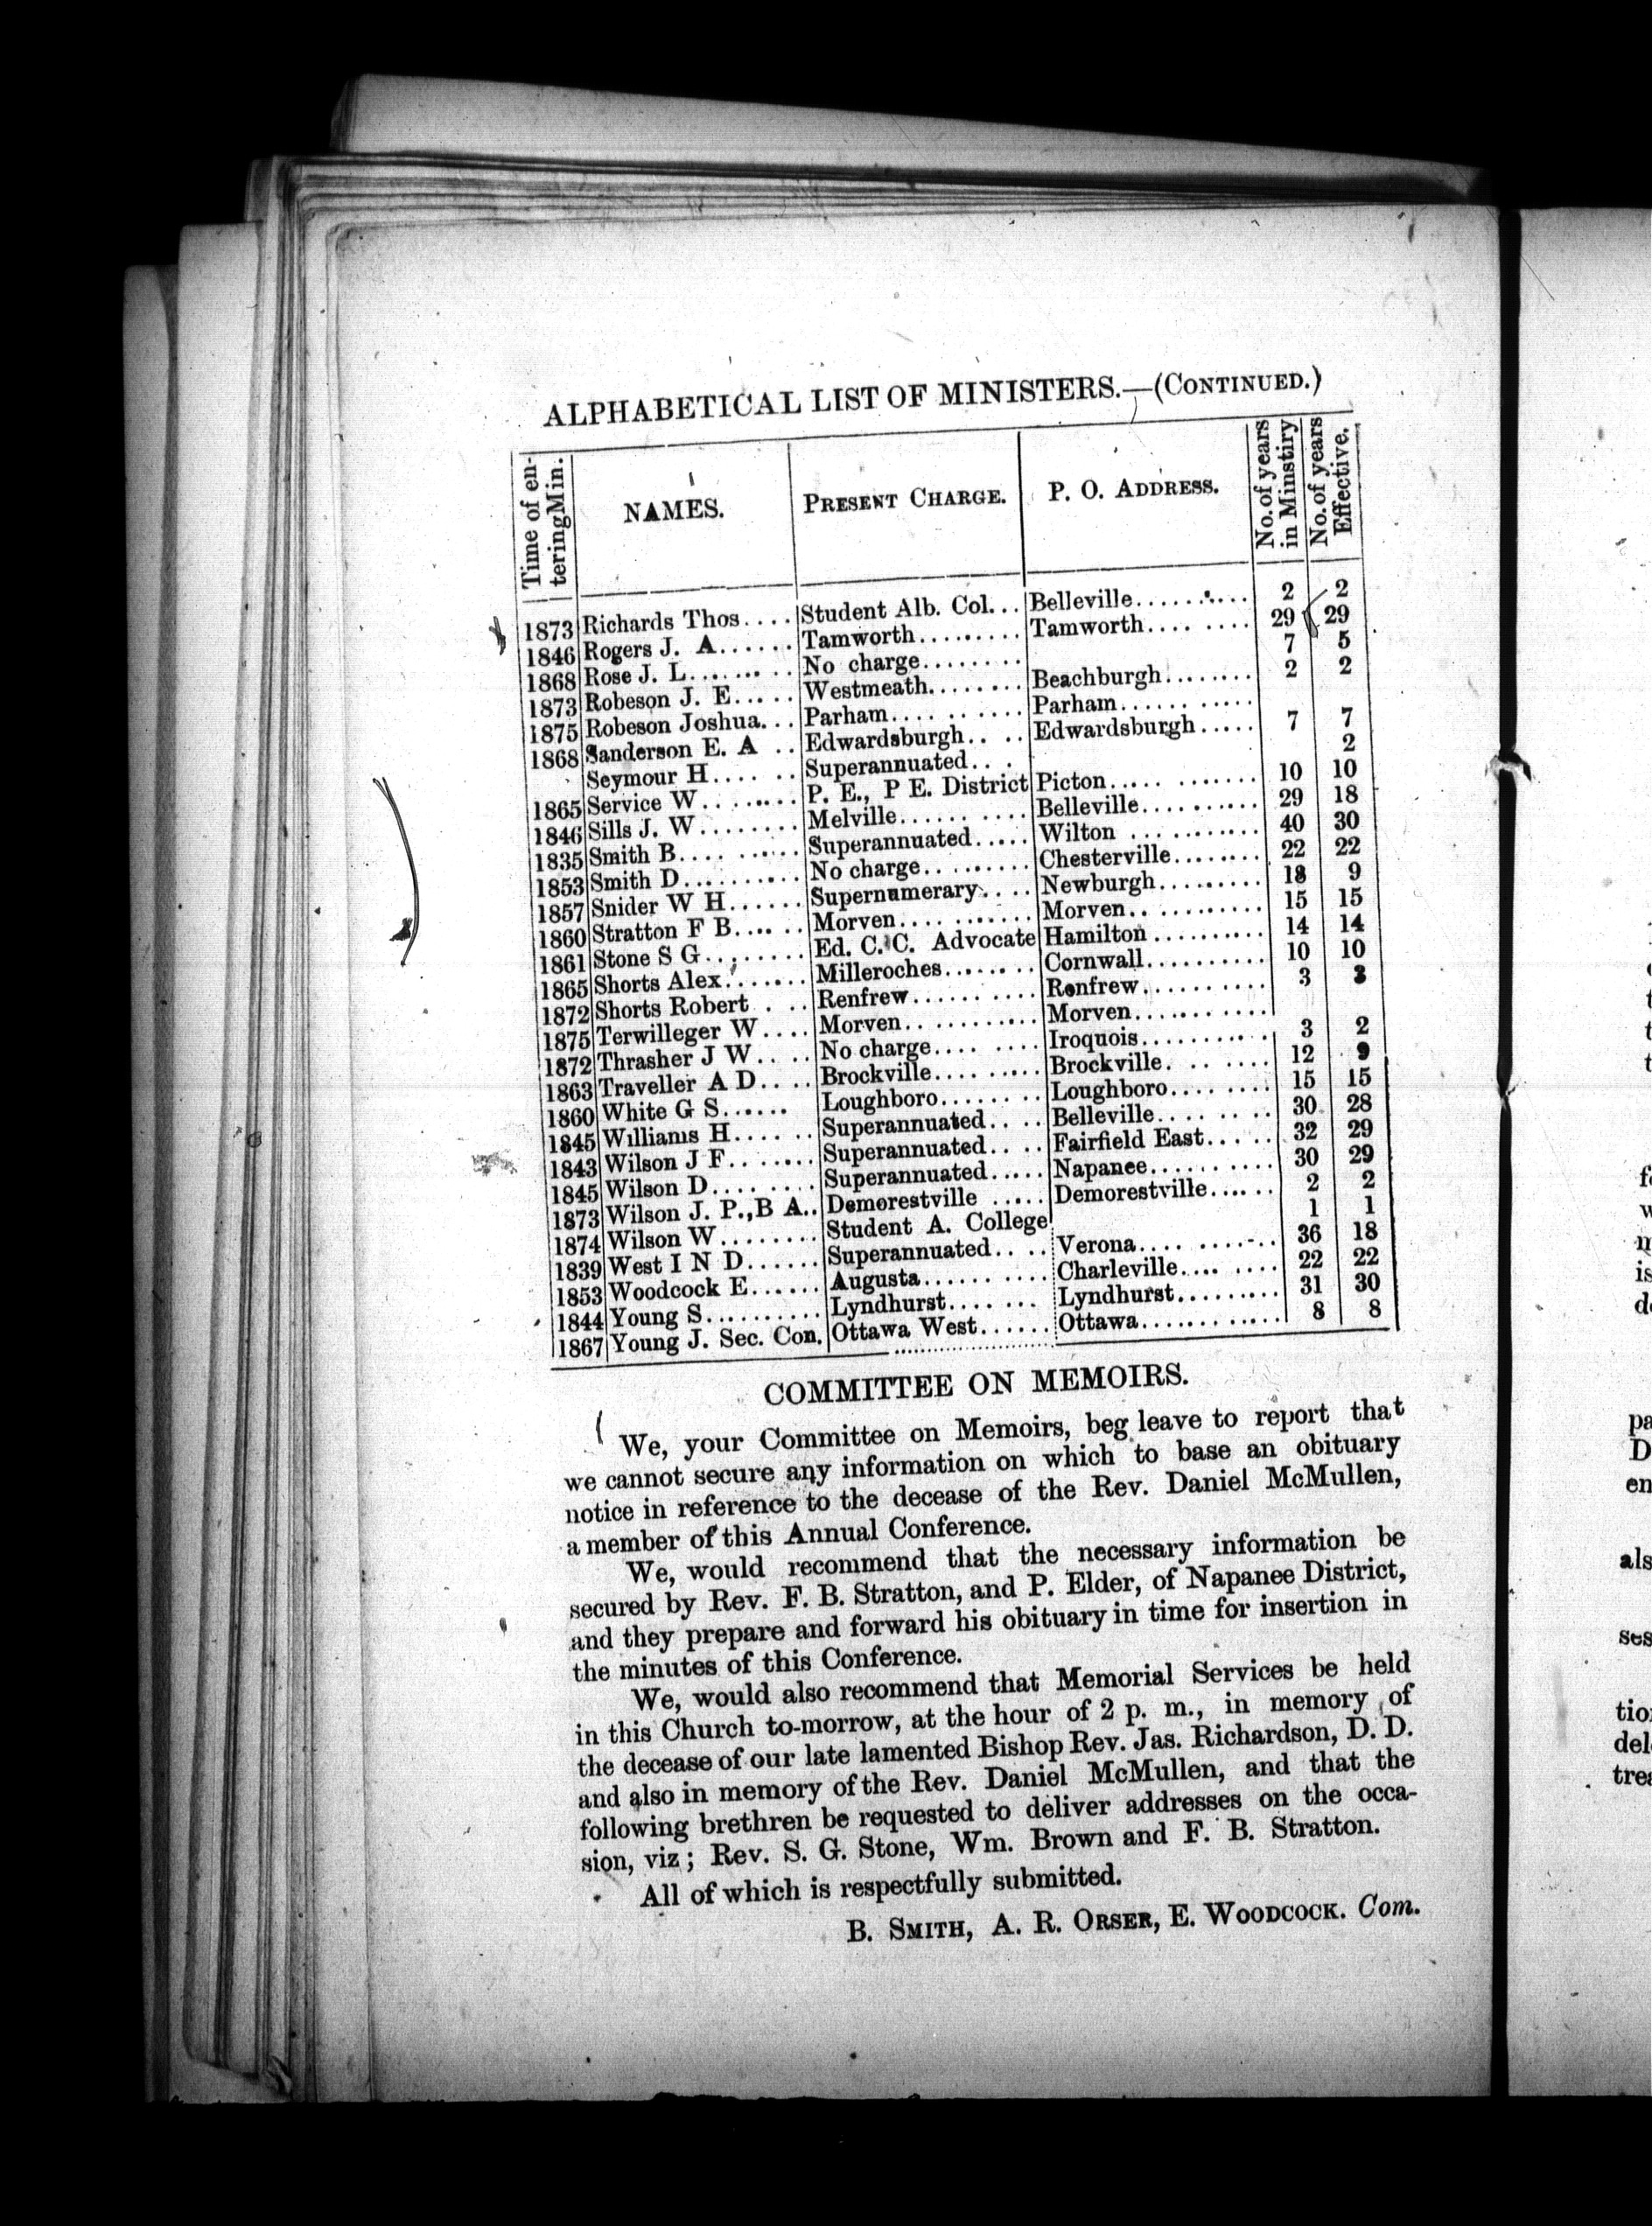 ALPHABETICAL LIST OF MINISTERS.—(CONTINUED.)
Time of entering Min. NAMES. PRESENT CHARGE. P. O. ADDRESS. No. of years in Minstiry No. of years Effective.
1873 Richards Thos.... Student Alb. Col... Belleville.......... 2 2
1846 Rogers J. A...... Tamworth......... Tamworth......... 29 29
1868 Rose J. L......... No charge........ 7 5
1873 Robeson J. E..... Westmeath........ Beachburgh........ 2 2
1875 Robeson Joshua... Parham........... Parham...........
1868 Sanderson E. A .. Edwardsburgh.. .. Edwardsburgh..... 7 7
Seymour H...... Superannuated... . 2
1865 Service W........ P. E., P E. District Picton............ 10 10
1846 Sills J. W........ Melville........... Belleville.......... 29 18
1835 Smith B.......... Superannuated..... Wilton ........... 40 30
1853 Smith D.......... No charge......... Chesterville........ 22 22
1857 Snider W H...... Supernumerary.... Newburgh......... 18 9
1860 Stratton F B...... Morven........... Morven........... 15 15
1861 Stone S G........ Ed. C. C. Advocate Hamilton .......... 14 14
1865 Shorts Alex....... Milleroches........ Cornwall.......... 10 10
1872 Shorts Robert . .. Renfrew.......... Renfrew.......... 3 3
1875 Terwilleger W.... Morven........... Morven...........
1872 Thrasher J W.... No charge........ Iroquois.......... 3 2
1863 Traveller A D.... Brockville......... Brockville......... 12 9
1860 White G S...... Loughboro........ Loughboro........ 15 15
1845 Williams H...... Superannuated.... Belleville......... 30 28
1843 Wilson J F....... Superannuated.... Fairfield East..... 32 29
1845 Wilson D......... Superannuated..... Napanee.......... 30 29
1873 Wilson J. P., B A.. Demorestville ..... Demorestville...... 2 2
1874 Wilson W........ Student A. College 1 1
1839 West I N D...... Superannuated.... Verona............ 36 18
1853 Woodcock E...... Augusta.......... Charleville......... 22 22
1844 Young S.......... Lyndhurst....... Lyndhurst......... 31 30
1867 Young J. Sec. Con. Ottawa West...... Ottawa............ 8 8
COMMITTEE ON MEMOIRS.
We, your Committee on Memoirs, beg leave to report that
we cannot secure any information on which to base an obituary
notice in reference to the decease of the Rev. Daniel McMullen,
a member of this Annual Conference.
We, would recommend that the necessary information be
secured by Rev. F. B. Stratton, and P. Elder, of Napanee District,
and they prepare and forward his obituary in time for insertion in
the minutes of this Conference.
We, would also recommend that Memorial Services be held
in this Church to-morrow, at the hour of 2 p. m., in memory of
the decease of our late lamented Bishop Rev. Jas. Richardson, D. D.
and also in memory of the Rev. Daniel McMullen, and that the
following brethren be requested to deliver addresses on the occa-
sion, viz; Rev. S. G. Stone, Wm. Brown and F. B. Stratton.
All of which is respectfully submitted.
B. SMITH, A. R. ORSER, E. WOODCOCK. Com.